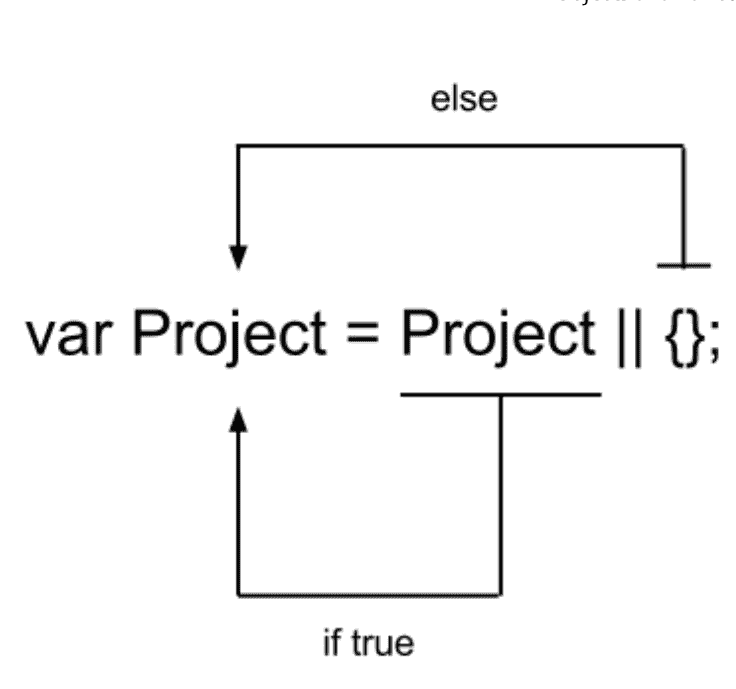 else
var Project = Project || {};
if true